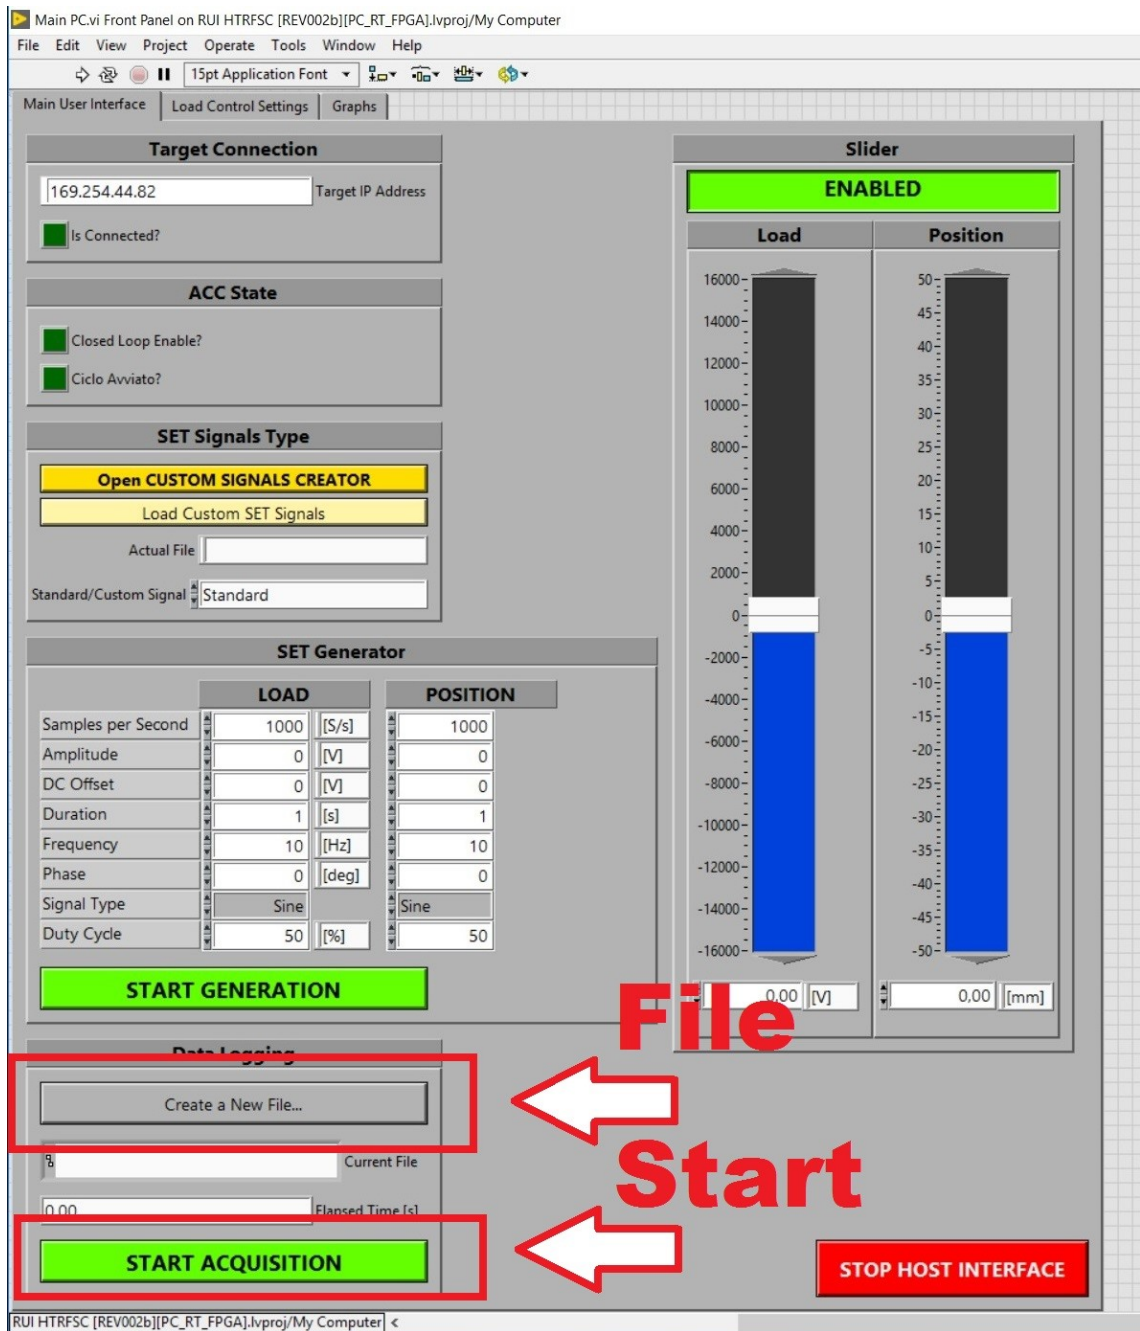 Main PC.vi Front Panel on RUI HTRFSC [REV002b][PC_RT_FPGA].lvproj/My Computer
File Edit View Project Operate Tools Window Help
15pt Application Font
Main User Interface Load Control Settings Graphs
Target Connection
169.254.44.82 Target IP Address
Is Connected?
ACC State
Closed Loop Enable?
Ciclo Avviato?
SET Signals Type
Open CUSTOM SIGNALS CREATOR
Load Custom SET Signals
Actual File
Standard/Custom Signal Standard
SET Generator
LOAD POSITION
Samples per Second 1000 [S/s] 1000
Amplitude 0 [V] 0
DC Offset 0 [V] 0
Duration 1 [s] 1
Frequency 10 [Hz] 10
Phase 0 [deg] 0
Signal Type Sine Sine
Duty Cycle 50 [%] 50
START GENERATION
Slider
ENABLED
Load Position
16000 50
14000 45
12000 40
10000 35
8000 30
6000 25
4000 20
2000 15
0 10
-2000 5
-4000 0
-6000 -5
-8000 -10
-10000 -15
-12000 -20
-14000 -25
-16000 -30
-35
-40
-45
-50
0,00 [V] 0,00 [mm]
File
Data Logging
Create a New File...
Current File
Start
0,00 Elapsed Time [s]
START ACQUISITION
STOP HOST INTERFACE
RUI HTRFSC [REV002b][PC_RT_FPGA].lvproj/My Computer <